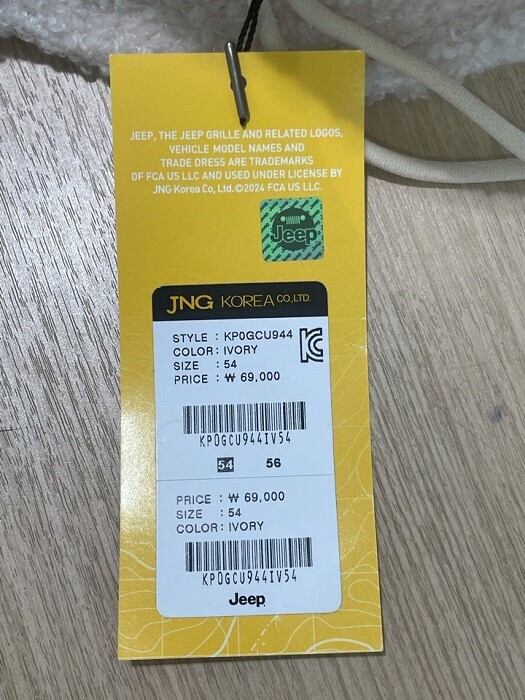 JEEP, THE JEEP GRILLE AND RELATED LOGOS,
VEHICLE MODEL NAMES AND
TRADE DRESS ARE TRADEMARKS
OF FCA US LLC AND USED UNDER LICENSE BY
JNG Korea Co, Ltd.©2024 FCA US LLC.
Jeep
JNG KOREA CO.,LTD.
STYLE : KP0GCU944
COLOR : IVORY
SIZE : 54
PRICE : ₩ 69,000
KP0GCU944IV54
54 56
PRICE : ₩ 69,000
SIZE : 54
COLOR : IVORY
KP0GCU944IV54
Jeep